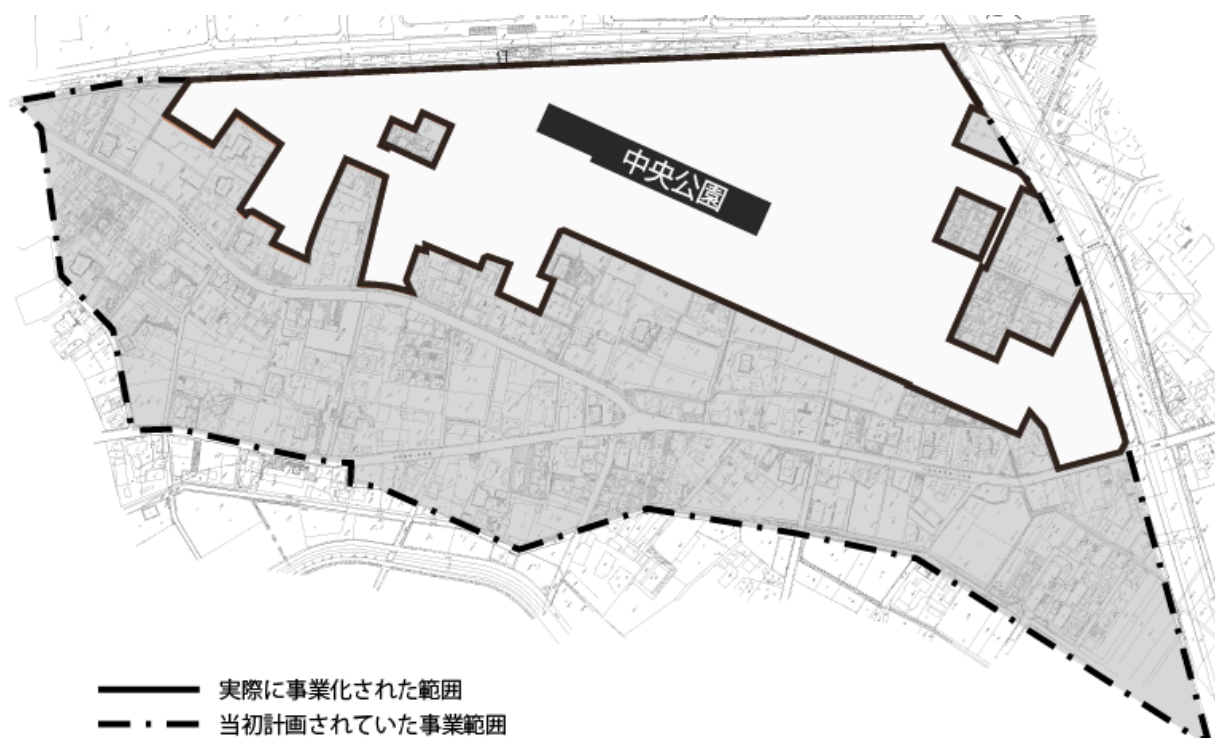 中央公園
実際に事業化された範囲
当初計画されていた事業範囲